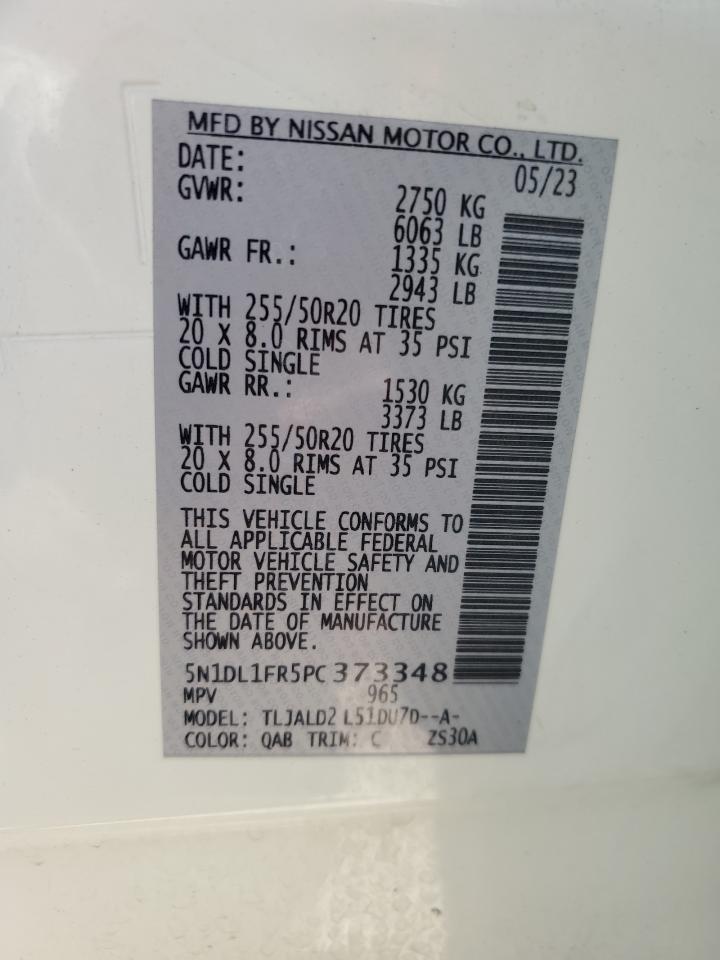 MFD BY NISSAN MOTOR CO., LTD.
DATE: 05/23
GVWR: 2750 KG
6063 LB
GAWR FR.: 1335 KG
2943 LB
WITH 255/50R20 TIRES
20 X 8.0 RIMS AT 35 PSI
COLD SINGLE
GAWR RR.: 1530 KG
3373 LB
WITH 255/50R20 TIRES
20 X 8.0 RIMS AT 35 PSI
COLD SINGLE
THIS VEHICLE CONFORMS TO
ALL APPLICABLE FEDERAL
MOTOR VEHICLE SAFETY AND
THEFT PREVENTION
STANDARDS IN EFFECT ON
THE DATE OF MANUFACTURE
SHOWN ABOVE.
5N1DL1FR5PC373348
MPV 965
MODEL: TLJALD2 L51DU7D--A-
COLOR: QAB TRIM: C ZS30A